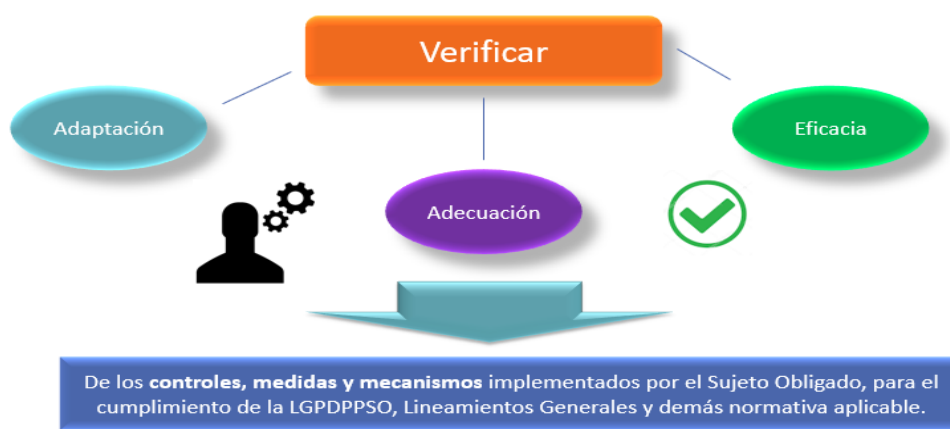 Verificar
Adaptación
Eficacia
Adecuación
De los controles, medidas y mecanismos implementados por el Sujeto Obligado, para el
cumplimiento de la LGPDPPSO, Lineamientos Generales y demás normativa aplicable.